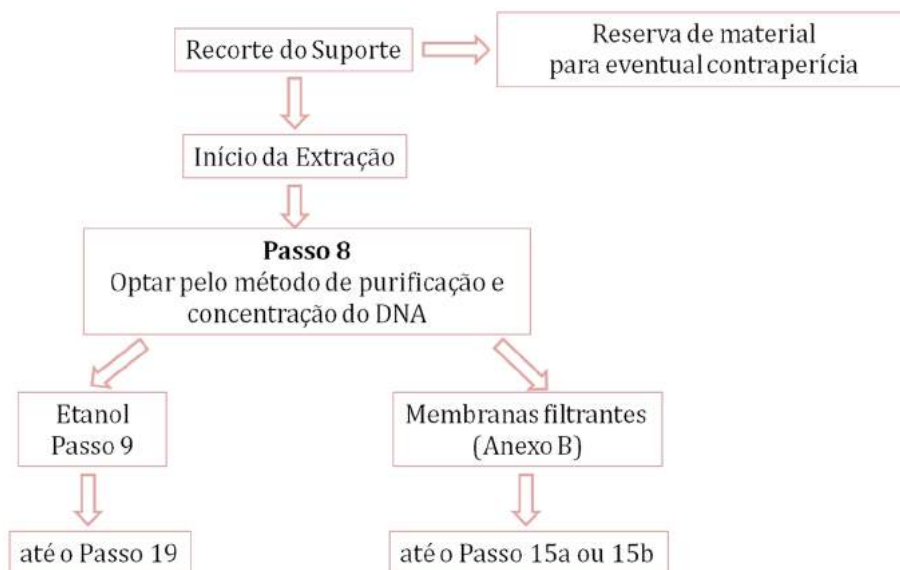 Recorte do Suporte
Reserva de material
para eventual contraperícia
Início da Extração
Passo 8
Optar pelo método de purificação e
concentração do DNA
Etanol
Passo 9
Membranas filtrantes
(Anexo B)
até o Passo 19
até o Passo 15a ou 15b